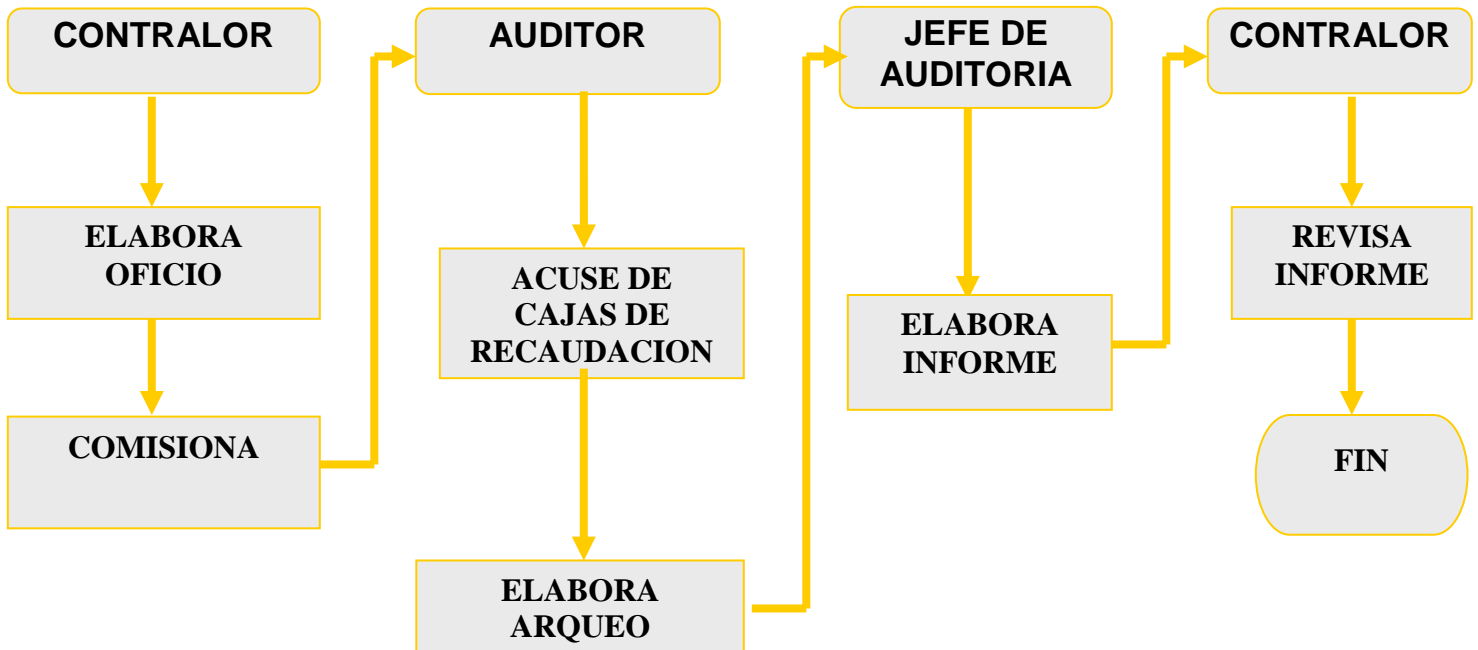 CONTRALOR
ELABORA
OFICIO
COMISIONA
AUDITOR
ACUSE DE
CAJAS DE
RECAUDACION
ELABORA
ARQUEO
JEFE DE
AUDITORIA
ELABORA
INFORME
CONTRALOR
REVISA
INFORME
FIN